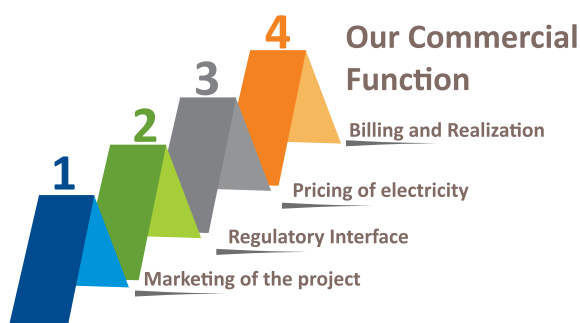 4
Our Commercial
Function
3
Billing and Realization
2
Pricing of electricity
1
Regulatory Interface
Marketing of the project